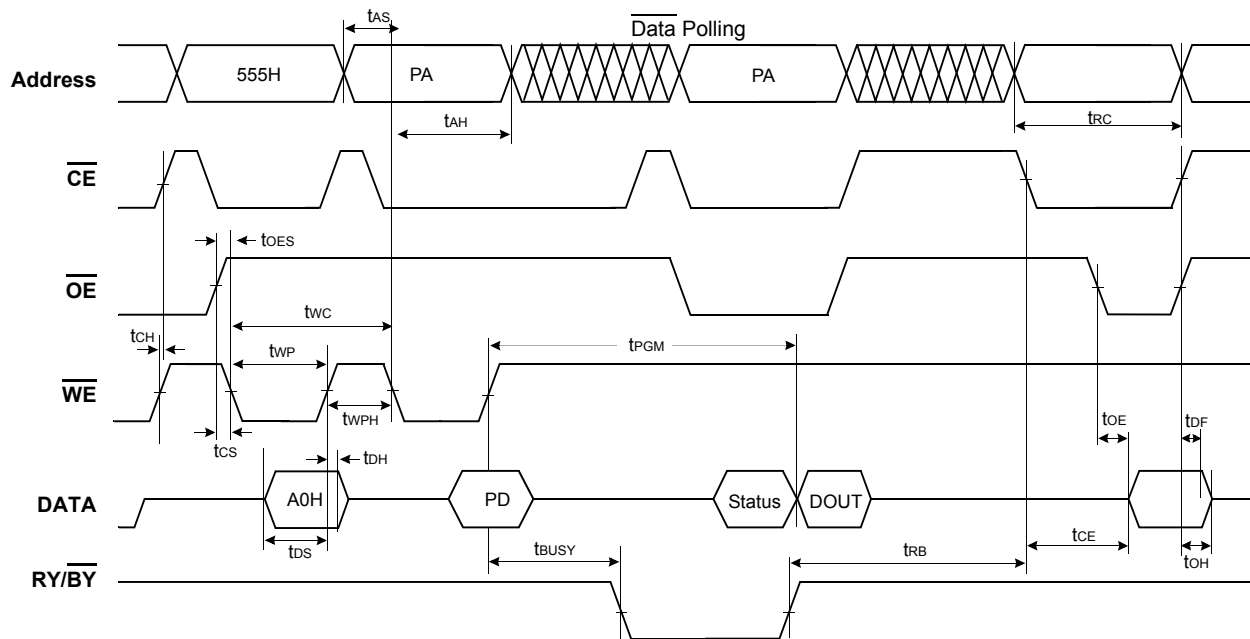 tAS
Data Polling
Address
555H
PA
PA
tAH
tRC
CE
tOES
OE
tWC
tCH
tWP
tPGM
WE
tWPH
tOE
tDF
tCS
tDH
DATA
A0H
PD
Status
DOUT
tDS
tBUSY
tRB
tCE
tOH
RY/BY